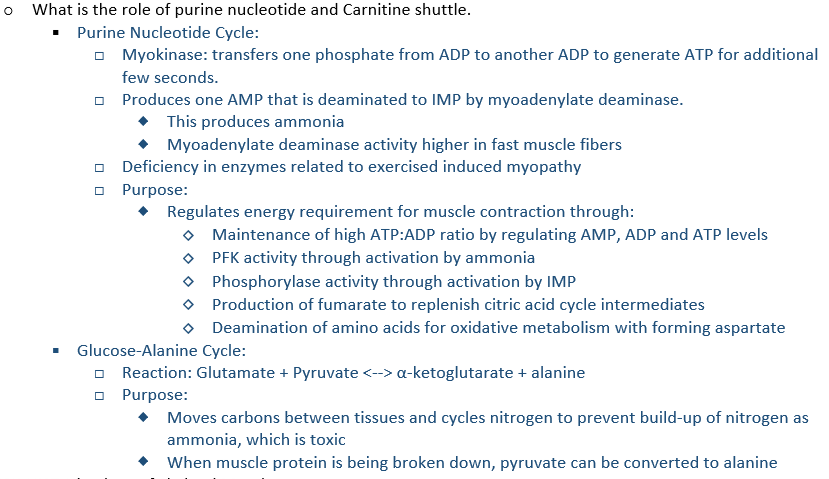 What is the role of purine nucleotide and Carnitine shuttle.
Purine Nucleotide Cycle:
Myokinase: transfers one phosphate from ADP to another ADP to generate ATP for additional
few seconds.
Produces one AMP that is deaminated to IMP by myoadenylate deaminase.
This produces ammonia
Myoadenylate deaminase activity higher in fast muscle fibers
Deficiency in enzymes related to exercised induced myopathy
Purpose:
Regulates energy requirement for muscle contraction through:
Maintenance of high ATP:ADP ratio by regulating AMP, ADP and ATP levels
PFK activity through activation by ammonia
Phosphorylase activity through activation by IMP
Production of fumarate to replenish citric acid cycle intermediates
Deamination of amino acids for oxidative metabolism with forming aspartate
Glucose-Alanine Cycle:
Reaction: Glutamate + Pyruvate <--> α-ketoglutarate + alanine
Purpose:
Moves carbons between tissues and cycles nitrogen to prevent build-up of nitrogen as
ammonia, which is toxic
When muscle protein is being broken down, pyruvate can be converted to alanine